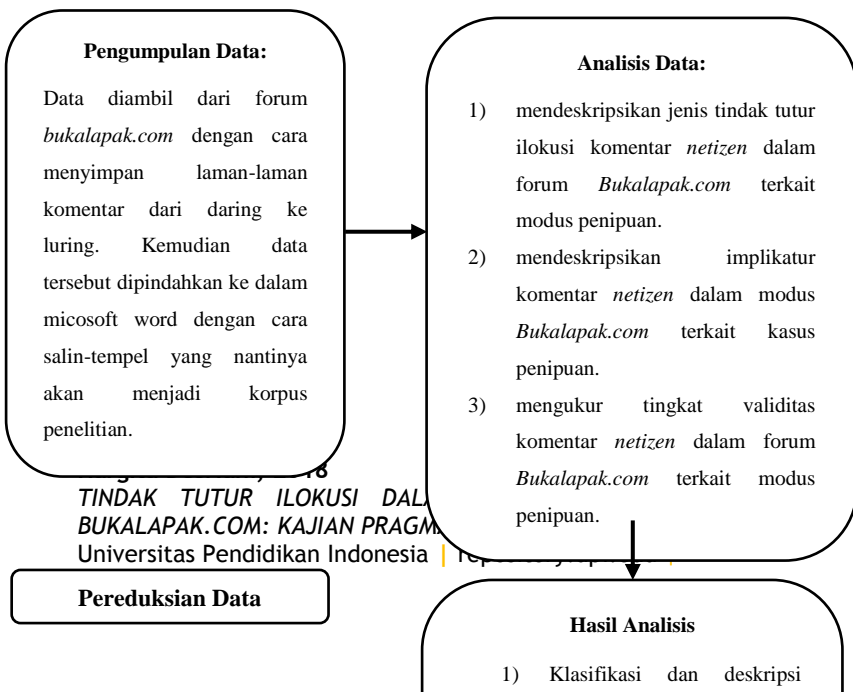 Pengumpulan Data:
Data diambil dari forum
bukalapak.com dengan cara
menyimpan laman-laman
komentar dari daring ke
luring. Kemudian data
tersebut dipindahkan ke dalam
micosoft word dengan cara
salin-tempel yang nantinya
akan menjadi korpus
penelitian.
Analisis Data:
1) mendeskripsikan jenis tindak tutur
ilokusi komentar netizen dalam
forum Bukalapak.com terkait
modus penipuan.
2) mendeskripsikan implikatur
komentar netizen dalam modus
Bukalapak.com terkait kasus
penipuan.
3) mengukur tingkat validitas
komentar netizen dalam forum
Bukalapak.com terkait modus
penipuan.
TINDAK TUTUR ILOKUSI
BUKALAPAK.COM: KAJIAN
Universitas Pendidikan Indonesia |
Pereduksian Data
Hasil Analisis
1) Klasifikasi dan deskripsi